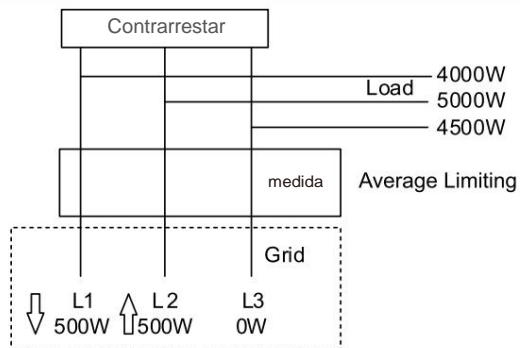 Contrarrestar
4000W
Load
5000W
4500W
medida
Average Limiting
Grid
L1 L2 L3
500W 500W 0W